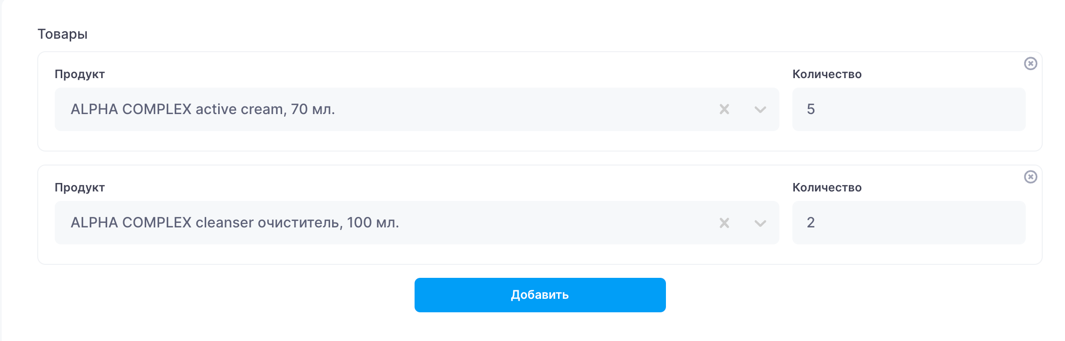 Товары
Продукт Количество
ALPHA COMPLEX active cream, 70 мл. 5
Продукт Количество
ALPHA COMPLEX cleanser очиститель, 100 мл. 2
Добавить